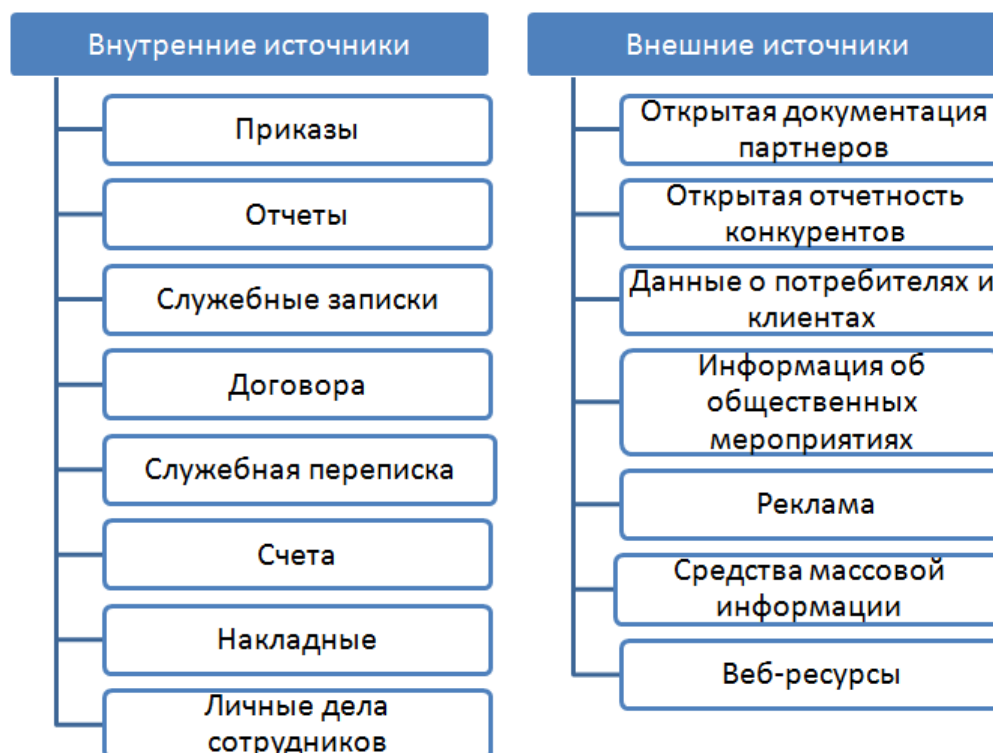 Внутренние источники
Приказы
Отчеты
Служебные записки
Договора
Служебная переписка
Счета
Накладные
Личные дела
сотрудников
Внешние источники
Открытая документация
партнеров
Открытая отчетность
конкурентов
Данные о потребителях и
клиентах
Информация об
общественных
мероприятиях
Реклама
Средства массовой
информации
Веб-ресурсы